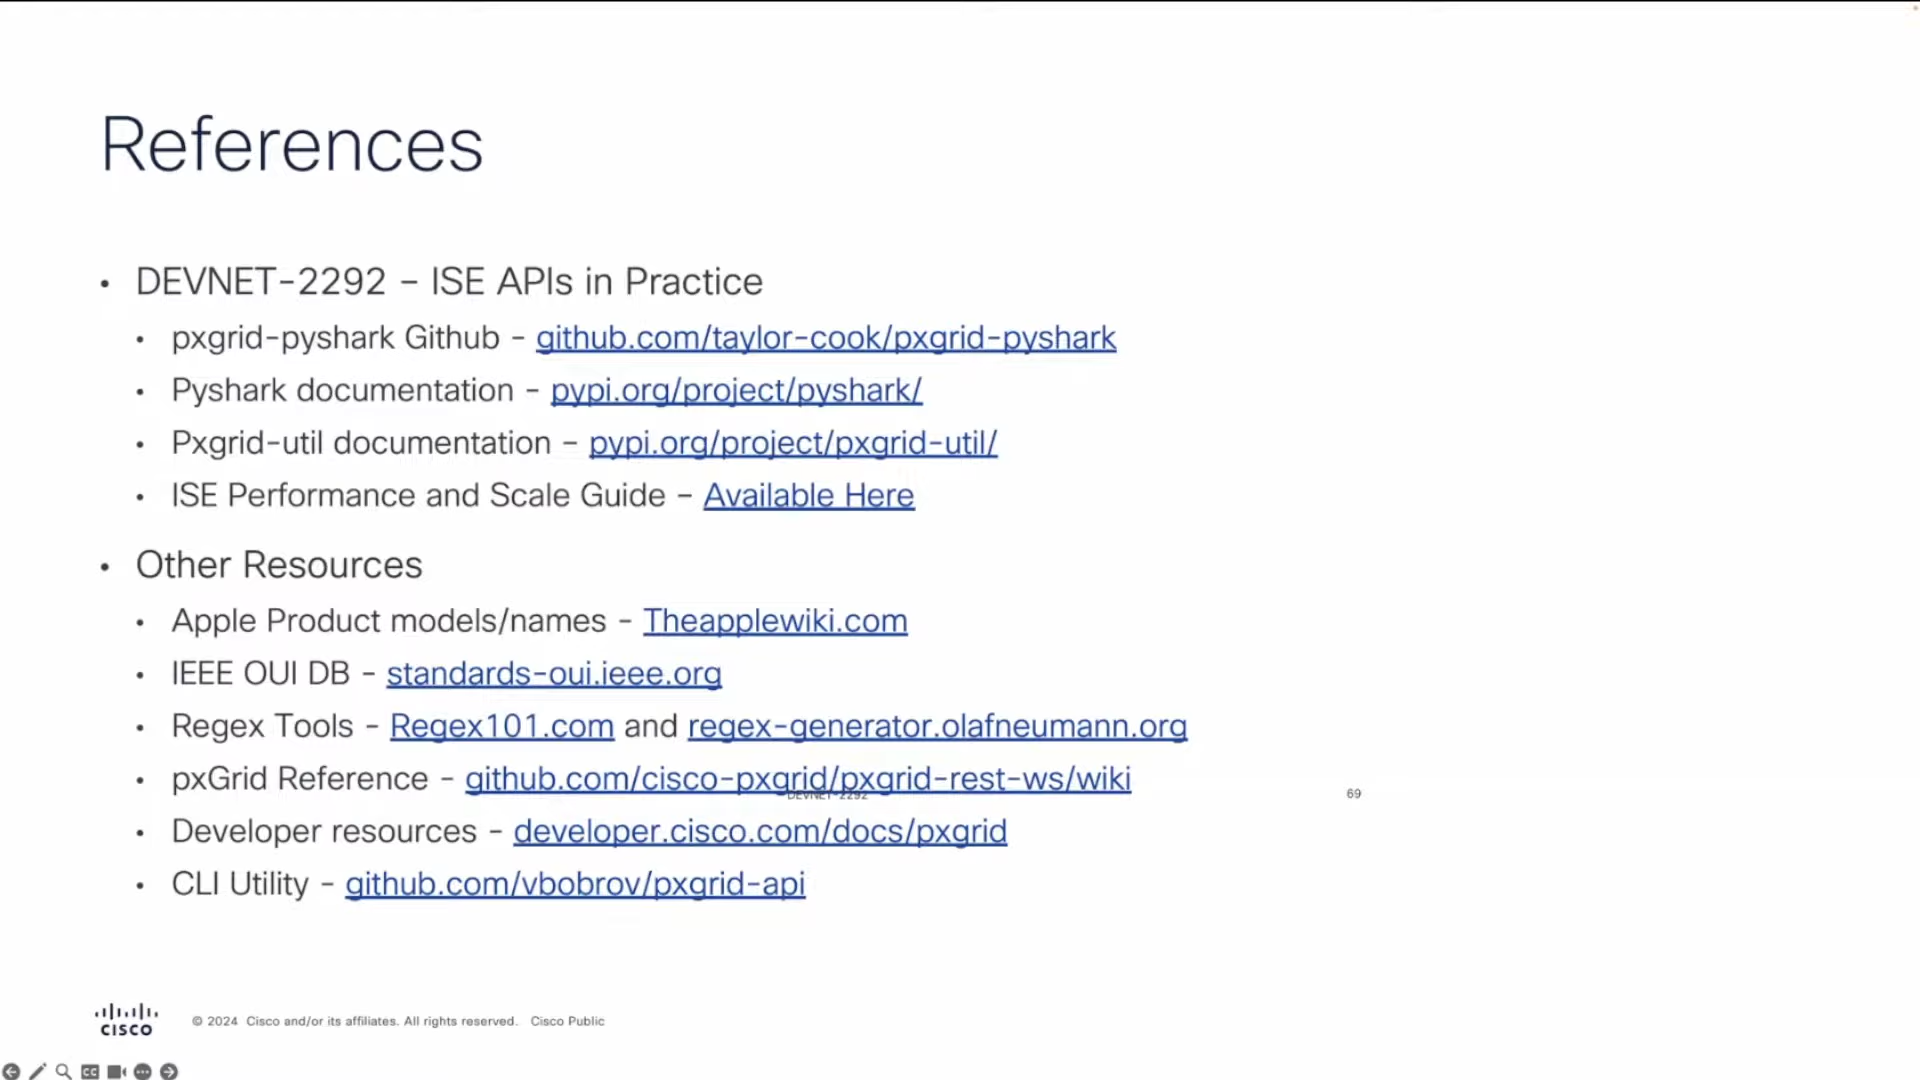 References
• DEVNET-2292 – ISE APIs in Practice
• pxgrid-pyshark Github - github.com/taylor-cook/pxgrid-pyshark
• Pyshark documentation - pypi.org/project/pyshark/
• Pxgrid-util documentation – pypi.org/project/pxgrid-util/
• ISE Performance and Scale Guide – Available Here
• Other Resources
• Apple Product models/names - Theapplewiki.com
• IEEE OUI DB - standards-oui.ieee.org
• Regex Tools - Regex101.com and regex-generator.olafneumann.org
• pxGrid Reference - github.com/cisco-pxgrid/pxgrid-rest-ws/wiki
DEVNET-2292
69
• Developer resources - developer.cisco.com/docs/pxgrid
• CLI Utility - github.com/vbobrov/pxgrid-api
CISCO
© 2024 Cisco and/or its affiliates. All rights reserved. Cisco Public
CC